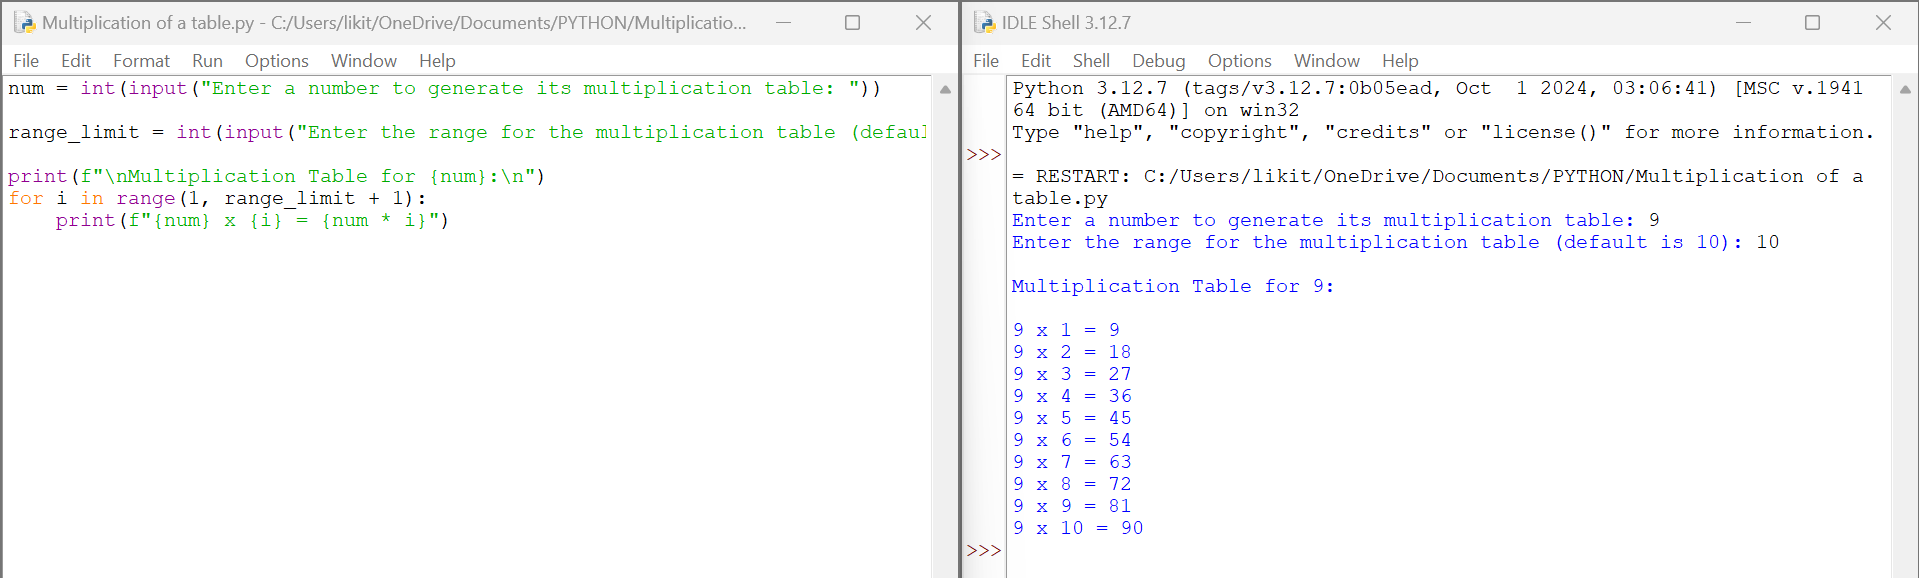 Multiplication of a table.py - C:/Users/likit/OneDrive/Documents/PYTHON/Multiplicatio...
File Edit Format Run Options Window Help
num = int(input("Enter a number to generate its multiplication table: "))
range_limit = int(input("Enter the range for the multiplication table (defaul
print(f"\nMultiplication Table for {num}:\n")
for i in range(1, range_limit + 1):
    print(f"{num} x {i} = {num * i}")
IDLE Shell 3.12.7
File Edit Shell Debug Options Window Help
Python 3.12.7 (tags/v3.12.7:0b05ead, Oct  1 2024, 03:06:41) [MSC v.1941
64 bit (AMD64)] on win32
Type "help", "copyright", "credits" or "license()" for more information.
>>>
= RESTART: C:/Users/likit/OneDrive/Documents/PYTHON/Multiplication of a
table.py
Enter a number to generate its multiplication table: 9
Enter the range for the multiplication table (default is 10): 10
Multiplication Table for 9:
9 x 1 = 9
9 x 2 = 18
9 x 3 = 27
9 x 4 = 36
9 x 5 = 45
9 x 6 = 54
9 x 7 = 63
9 x 8 = 72
9 x 9 = 81
9 x 10 = 90
>>>